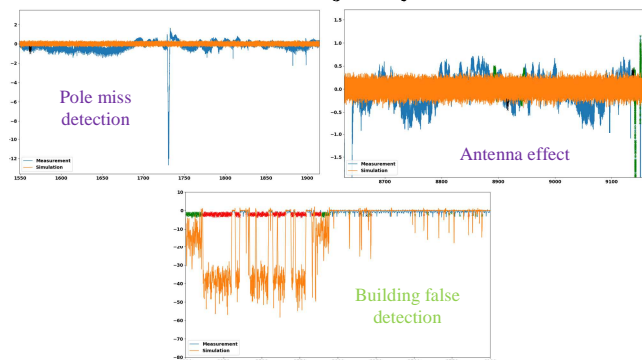 2
0
-2
-4
-6
-8
-10
-12
Pole miss
detection
Measurement
Simulation
1550 1600 1650 1700 1750 1800 1850 1900
1.5
1.0
0.5
0.0
-0.5
-1.0
-1.5
Antenna effect
Measurement
Simulation
8700 8800 8900 9000 9100
10
0
-10
-20
-30
-40
-50
-60
-70
-80
Building false
detection
Measurement
Simulation